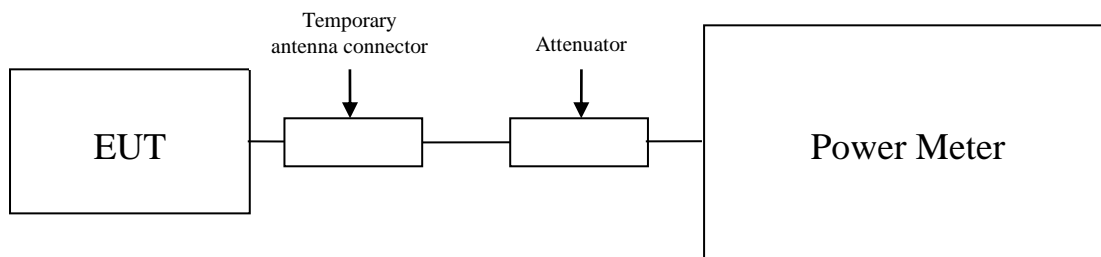 Temporary
antenna connector
Attenuator
EUT
Power Meter